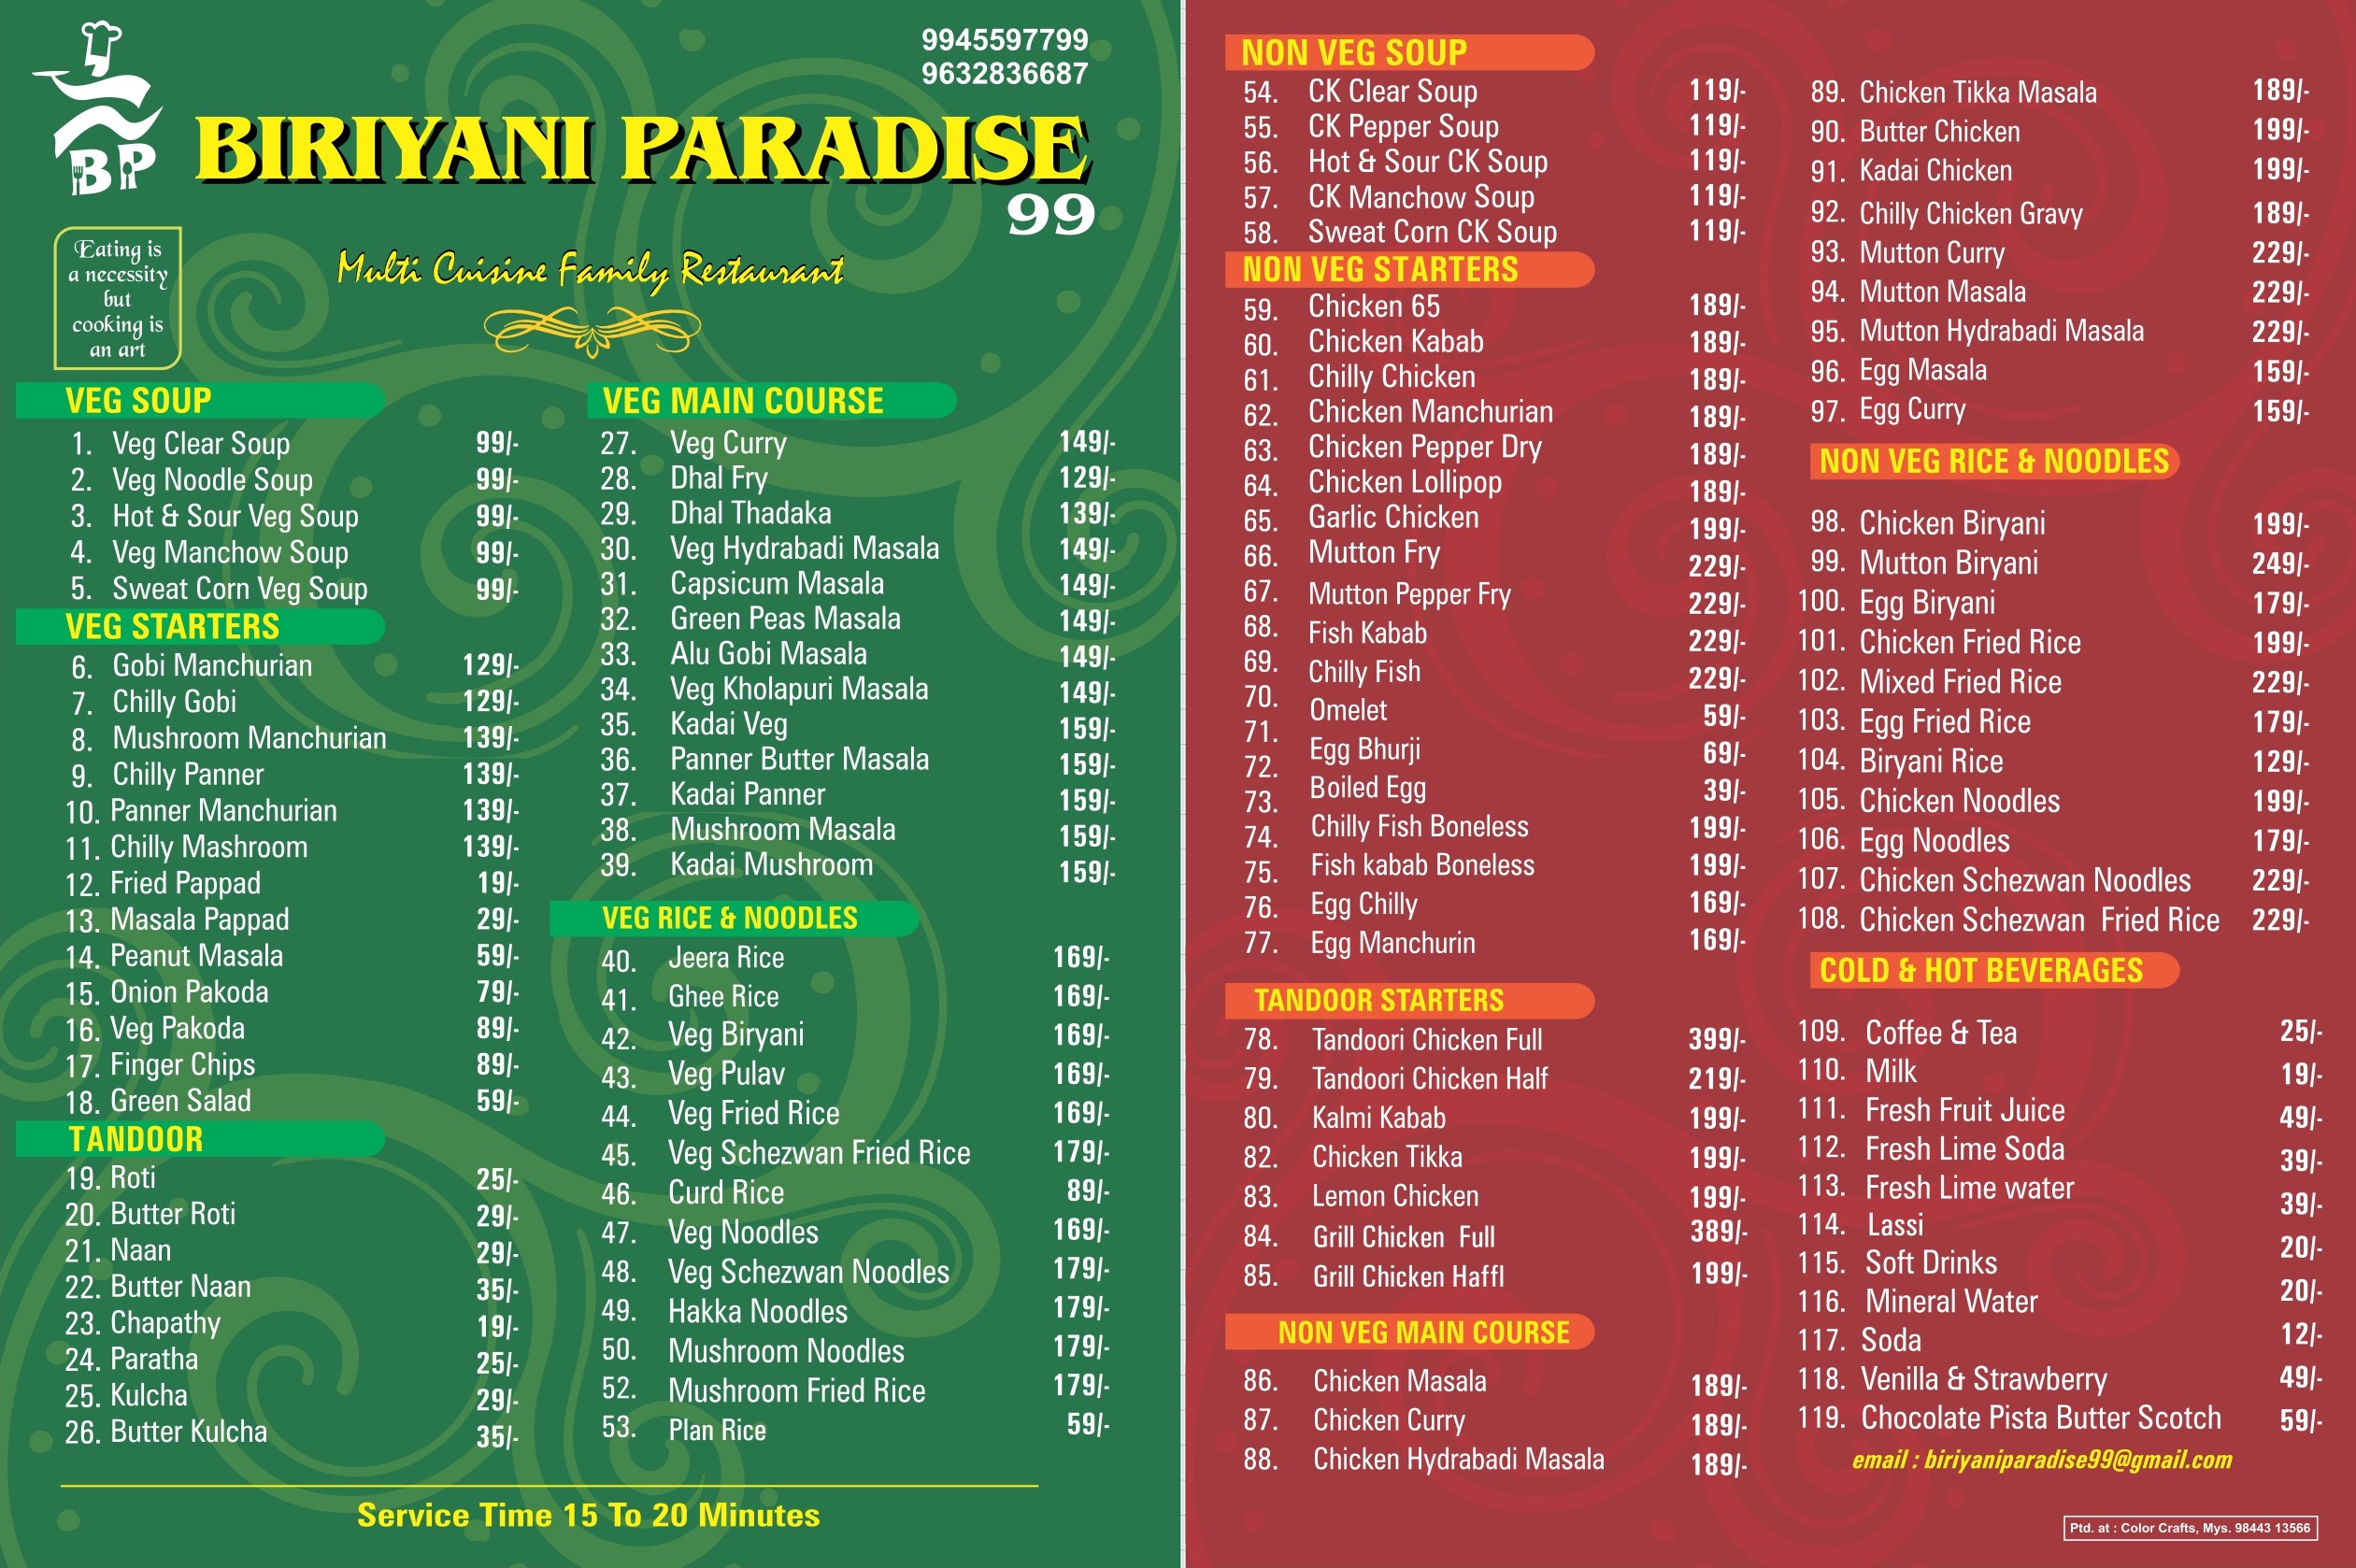 9945597799
9632836687
BP
BIRIYANI PARADISE
99
Eating is
a necessity
but
cooking is
an art
Multi Cuisine Family Restaurant
VEG SOUP
1. Veg Clear Soup 99/-
2. Veg Noodle Soup 99/-
3. Hot & Sour Veg Soup 99/-
4. Veg Manchow Soup 99/-
5. Sweat Corn Veg Soup 99/-
VEG STARTERS
6. Gobi Manchurian 129/-
7. Chilly Gobi 129/-
8. Mushroom Manchurian 139/-
9. Chilly Panner 139/-
10. Panner Manchurian 139/-
11. Chilly Mashroom 139/-
12. Fried Pappad 19/-
13. Masala Pappad 29/-
14. Peanut Masala 59/-
15. Onion Pakoda 79/-
16. Veg Pakoda 89/-
17. Finger Chips 89/-
18. Green Salad 59/-
TANDOOR
19. Roti 25/-
20. Butter Roti 29/-
21. Naan 29/-
22. Butter Naan 35/-
23. Chapathy 19/-
24. Paratha 25/-
25. Kulcha 29/-
26. Butter Kulcha 35/-
VEG MAIN COURSE
27. Veg Curry 149/-
28. Dhal Fry 129/-
29. Dhal Thadaka 139/-
30. Veg Hydrabadi Masala 149/-
31. Capsicum Masala 149/-
32. Green Peas Masala 149/-
33. Alu Gobi Masala 149/-
34. Veg Kholapuri Masala 149/-
35. Kadai Veg 159/-
36. Panner Butter Masala 159/-
37. Kadai Panner 159/-
38. Mushroom Masala 159/-
39. Kadai Mushroom 159/-
VEG RICE & NOODLES
40. Jeera Rice 169/-
41. Ghee Rice 169/-
42. Veg Biryani 169/-
43. Veg Pulav 169/-
44. Veg Fried Rice 169/-
45. Veg Schezwan Fried Rice 179/-
46. Curd Rice 89/-
47. Veg Noodles 169/-
48. Veg Schezwan Noodles 179/-
49. Hakka Noodles 179/-
50. Mushroom Noodles 179/-
52. Mushroom Fried Rice 179/-
53. Plan Rice 59/-
Service Time 15 To 20 Minutes
NON VEG SOUP
54. CK Clear Soup 119/-
55. CK Pepper Soup 119/-
56. Hot & Sour CK Soup 119/-
57. CK Manchow Soup 119/-
58. Sweat Corn CK Soup 119/-
NON VEG STARTERS
59. Chicken 65 189/-
60. Chicken Kabab 189/-
61. Chilly Chicken 189/-
62. Chicken Manchurian 189/-
63. Chicken Pepper Dry 189/-
64. Chicken Lollipop 189/-
65. Garlic Chicken 199/-
66. Mutton Fry 229/-
67. Mutton Pepper Fry 229/-
68. Fish Kabab 229/-
69. Chilly Fish 229/-
70.
71. Omelet 59/-
72. Egg Bhurji 69/-
73. Boiled Egg 39/-
74. Chilly Fish Boneless 199/-
75. Fish kabab Boneless 199/-
76. Egg Chilly 169/-
77. Egg Manchurin 169/-
TANDOOR STARTERS
78. Tandoori Chicken Full 399/-
79. Tandoori Chicken Half 219/-
80. Kalmi Kabab 199/-
82. Chicken Tikka 199/-
83. Lemon Chicken 199/-
84. Grill Chicken Full 389/-
85. Grill Chicken Haffl 199/-
NON VEG MAIN COURSE
86. Chicken Masala 189/-
87. Chicken Curry 189/-
88. Chicken Hydrabadi Masala 189/-
89. Chicken Tikka Masala 189/-
90. Butter Chicken 199/-
91. Kadai Chicken 199/-
92. Chilly Chicken Gravy 189/-
93. Mutton Curry 229/-
94. Mutton Masala 229/-
95. Mutton Hydrabadi Masala 229/-
96. Egg Masala 159/-
97. Egg Curry 159/-
NON VEG RICE & NOODLES
98. Chicken Biryani 199/-
99. Mutton Biryani 249/-
100. Egg Biryani 179/-
101. Chicken Fried Rice 199/-
102. Mixed Fried Rice 229/-
103. Egg Fried Rice 179/-
104. Biryani Rice 129/-
105. Chicken Noodles 199/-
106. Egg Noodles 179/-
107. Chicken Schezwan Noodles 229/-
108. Chicken Schezwan Fried Rice 229/-
COLD & HOT BEVERAGES
109. Coffee & Tea 25/-
110. Milk 19/-
111. Fresh Fruit Juice 49/-
112. Fresh Lime Soda 39/-
113. Fresh Lime water 39/-
114. Lassi 20/-
115. Soft Drinks 20/-
116. Mineral Water
117. Soda 12/-
118. Venilla & Strawberry 49/-
119. Chocolate Pista Butter Scotch 59/-
email : biriyaniparadise99@gmail.com
Ptd. at : Color Crafts, Mys. 98443 13566